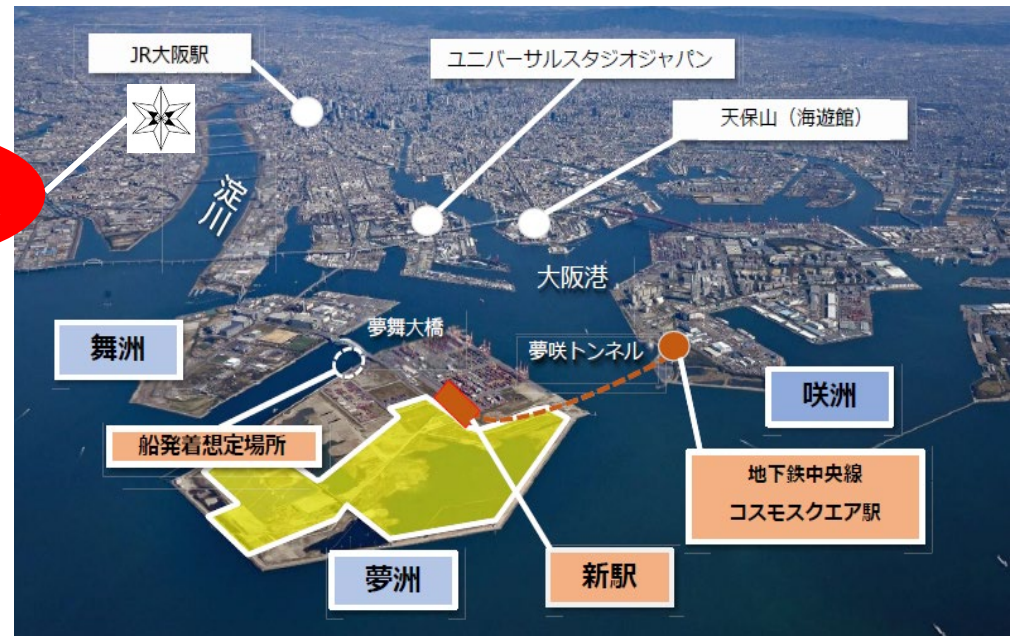 JR大阪駅
ユニバーサルスタジオジャパン
天保山（海遊館）
淀川
大阪港
夢舞大橋
夢咲トンネル
舞洲
咲洲
船発着想定場所
地下鉄中央線
コスモスクエア駅
夢洲
新駅